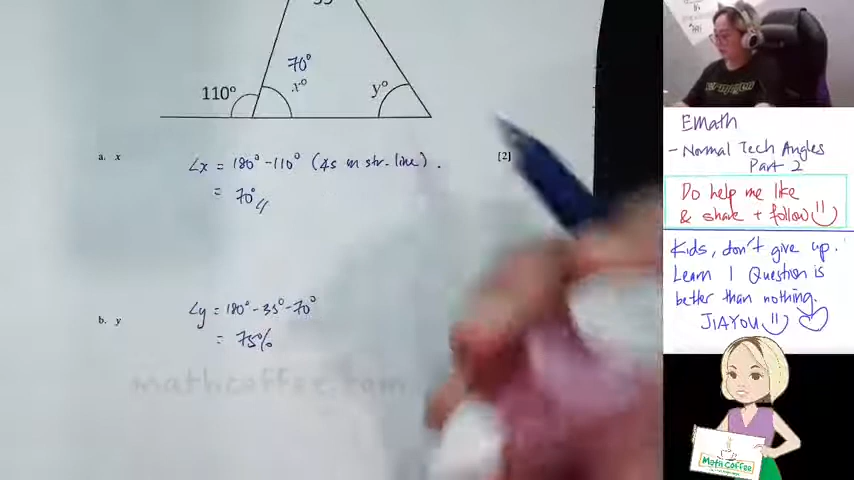 70°
x°
110°
y°
a. x
∠x = 180° - 110° (∠s on str. line).
[2]
= 70°
b. y
∠y = 180° - 35° - 70°
= 75°
mathcoffee.com
EMath
- Normal Tech Angles
Part 2
Do help me like
& share + follow
Kids, don't give up.
Learn 1 Question is
better than nothing.
JIAYOU
Math Coffee